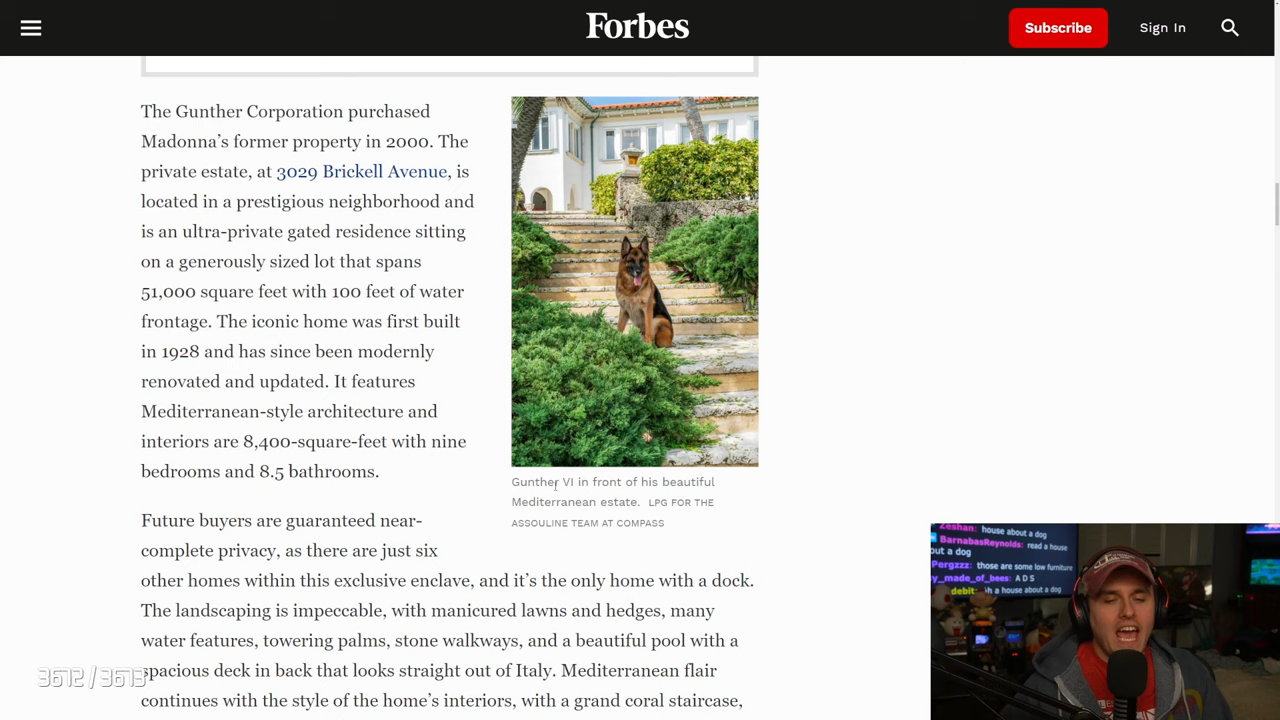 Forbes
Subscribe
Sign In
The Gunther Corporation purchased
Madonna’s former property in 2000. The
private estate, at 3029 Brickell Avenue, is
located in a prestigious neighborhood and
is an ultra-private gated residence sitting
on a generously sized lot that spans
51,000 square feet with 100 feet of water
frontage. The iconic home was first built
in 1928 and has since been modernly
renovated and updated. It features
Mediterranean-style architecture and
interiors are 8,400-square-feet with nine
bedrooms and 8.5 bathrooms.
Gunther VI in front of his beautiful
Mediterranean estate. LPG FOR THE
ASSOULINE TEAM AT COMPASS
Future buyers are guaranteed near-
complete privacy, as there are just six
other homes within this exclusive enclave, and it’s the only home with a dock.
The landscaping is impeccable, with manicured lawns and hedges, many
water features, towering palms, stone walkways, and a beautiful pool with a
spacious deck in back that looks straight out of Italy. Mediterranean flair
continues with the style of the home’s interiors, with a grand coral staircase,
3612/3613
Zeshan: house about a dog
BarnabasReynolds: read a house
out a dog
Pergzzz: those are some low furniture
y_made_of_bees: A D S
debit: h a house about a dog